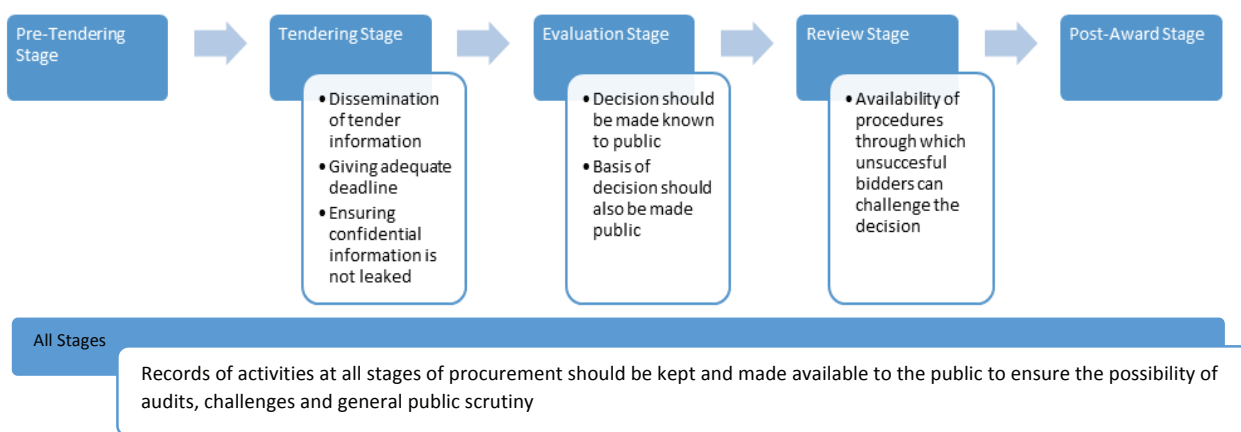 Pre-Tendering
Stage
Tendering Stage
• Dissemination
of tender
information
• Giving adequate
deadline
• Ensuring
confidential
information is
not leaked
Evaluation Stage
• Decision should
be made known
to public
• Basis of
decision should
also be made
public
Review Stage
• Availability of
procedures
through which
unsuccesful
bidders can
challenge the
decision
Post-Award Stage
All Stages
Records of activities at all stages of procurement should be kept and made available to the public to ensure the possibility of
audits, challenges and general public scrutiny